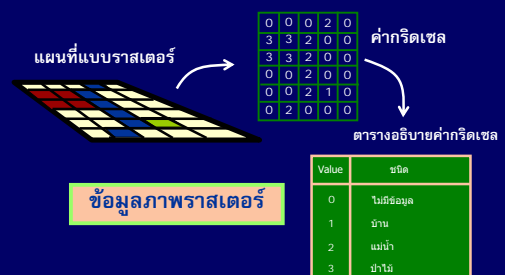 แผนที่แบบราสเตอร์
0 0 0 2 0
3 3 2 0 0
3 3 2 0 0
0 0 2 0 0
0 0 2 1 0
0 2 0 0 0
ค่ากริดเซล
ตารางอธิบายค่ากริดเซล
ข้อมูลภาพราสเตอร์
Value ชนิด
0 ไม่มีข้อมูล
1 บ้าน
2 แม่น้ำ
3 ป่าไม้